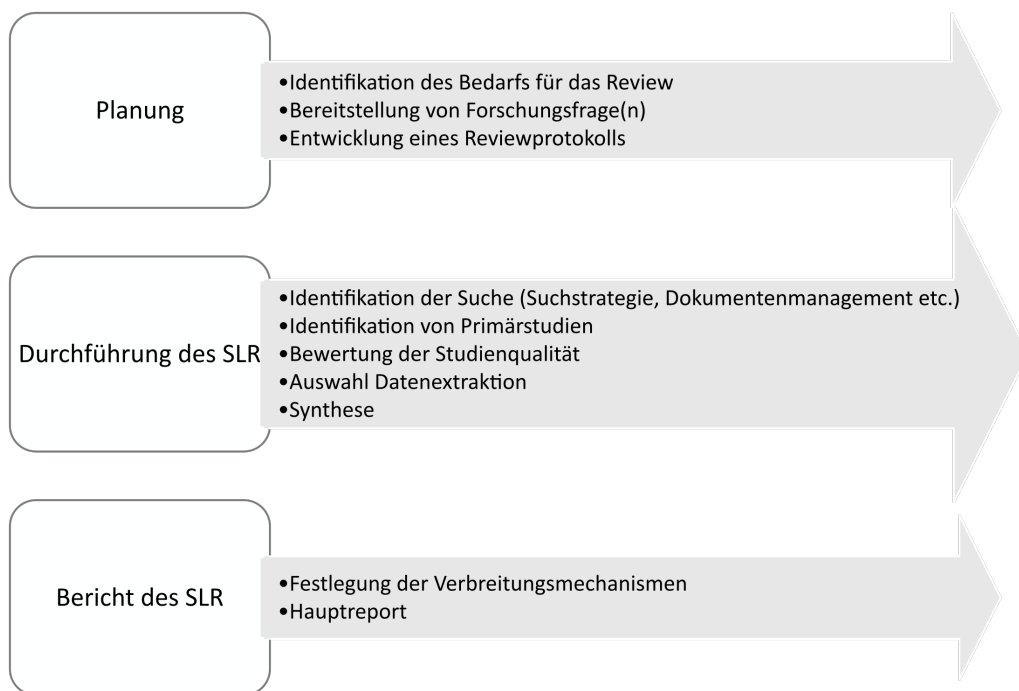 Planung
•Identifikation des Bedarfs für das Review
•Bereitstellung von Forschungsfrage(n)
•Entwicklung eines Reviewprotokolls
Durchführung des SLR
•Identifikation der Suche (Suchstrategie, Dokumentenmanagement etc.)
•Identifikation von Primärstudien
•Bewertung der Studienqualität
•Auswahl Datenextraktion
•Synthese
Bericht des SLR
•Festlegung der Verbreitungsmechanismen
•Hauptreport